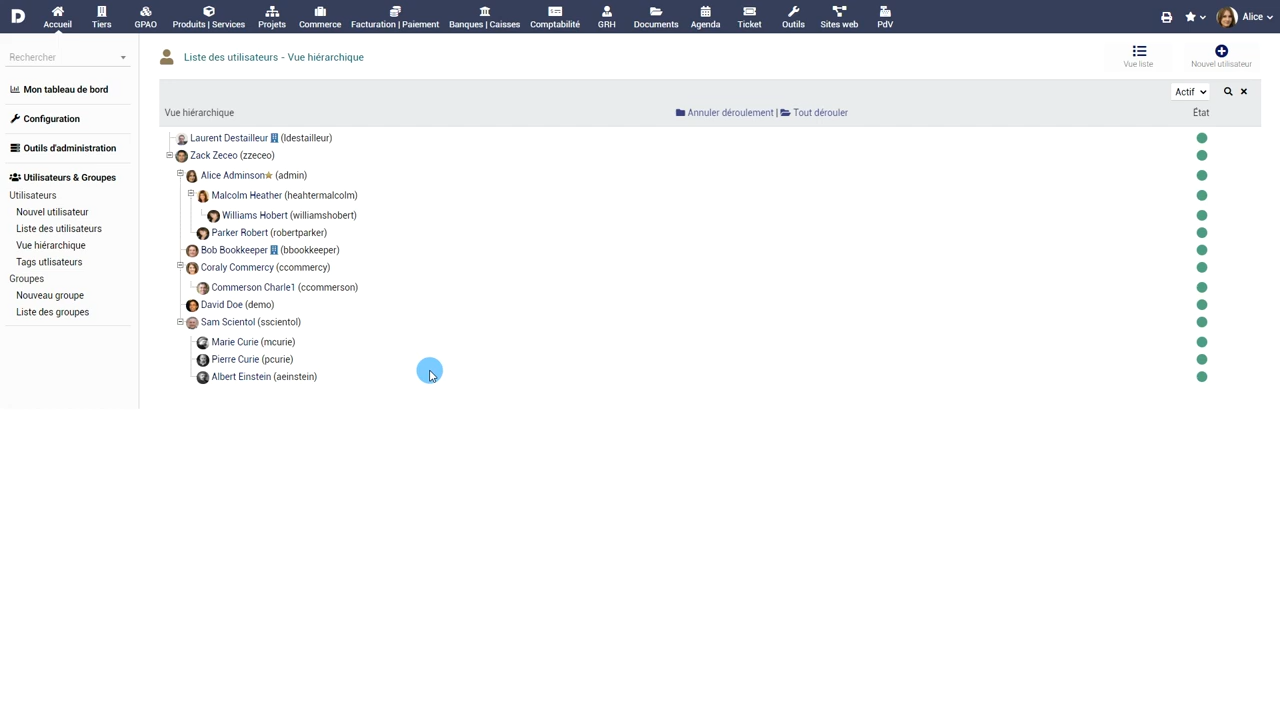 D Accueil Tiers GPAO Produits | Services Projets Commerce Facturation | Paiement Banques | Caisses Comptabilité GRH Documents Agenda Ticket Outils Sites web PdV Alice
Rechercher
Mon tableau de bord
Configuration
Outils d'administration
Utilisateurs & Groupes
Utilisateurs
Nouvel utilisateur
Liste des utilisateurs
Vue hiérarchique
Tags utlisateurs
Groupes
Nouveau groupe
Liste des groupes
Liste des utilisateurs - Vue hiérarchique
Vue liste
Nouvel utilisateur
Actif
Vue hiérarchique
Annuler déroulement | Tout dérouler
État
Laurent Destailleur (ldestailleur)
Zack Zeceo (zzeceo)
Alice Adminson (admin)
Malcolm Heather (heahtermalcolm)
Williams Hobert (williamshobert)
Parker Robert (robertparker)
Bob Bookkeeper (bbookkeeper)
Coraly Commercy (ccommercy)
Commerson Charle1 (ccommerson)
David Doe (demo)
Sam Scientol (sscientol)
Marie Curie (mcurie)
Pierre Curie (pcurie)
Albert Einstein (aeinstein)